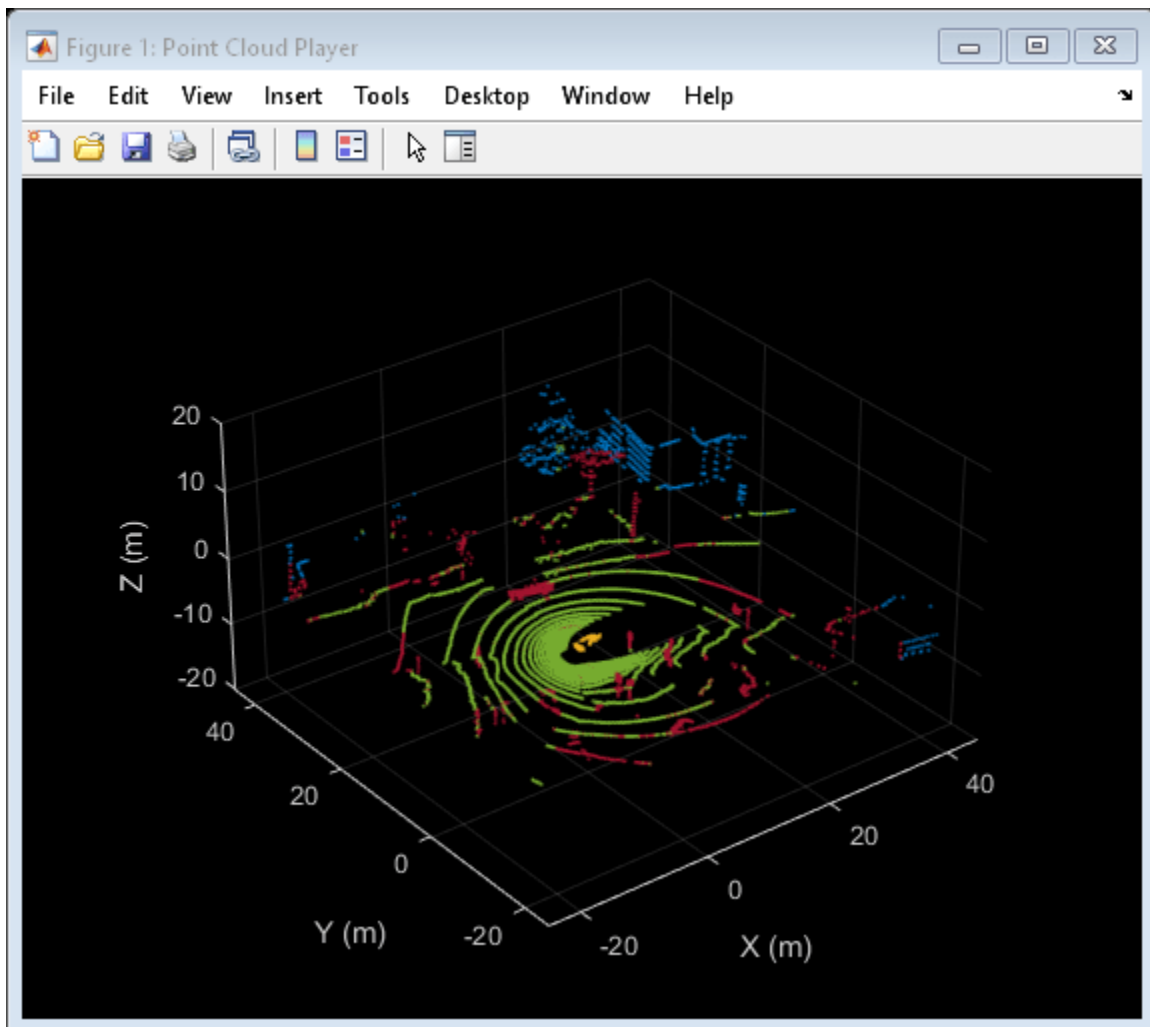 Figure 1: Point Cloud Player
File Edit View Insert Tools Desktop Window Help
20
10
0
-10
-20
Z (m)
40
20
0
-20
Y (m)
-20
0
20
40
X (m)